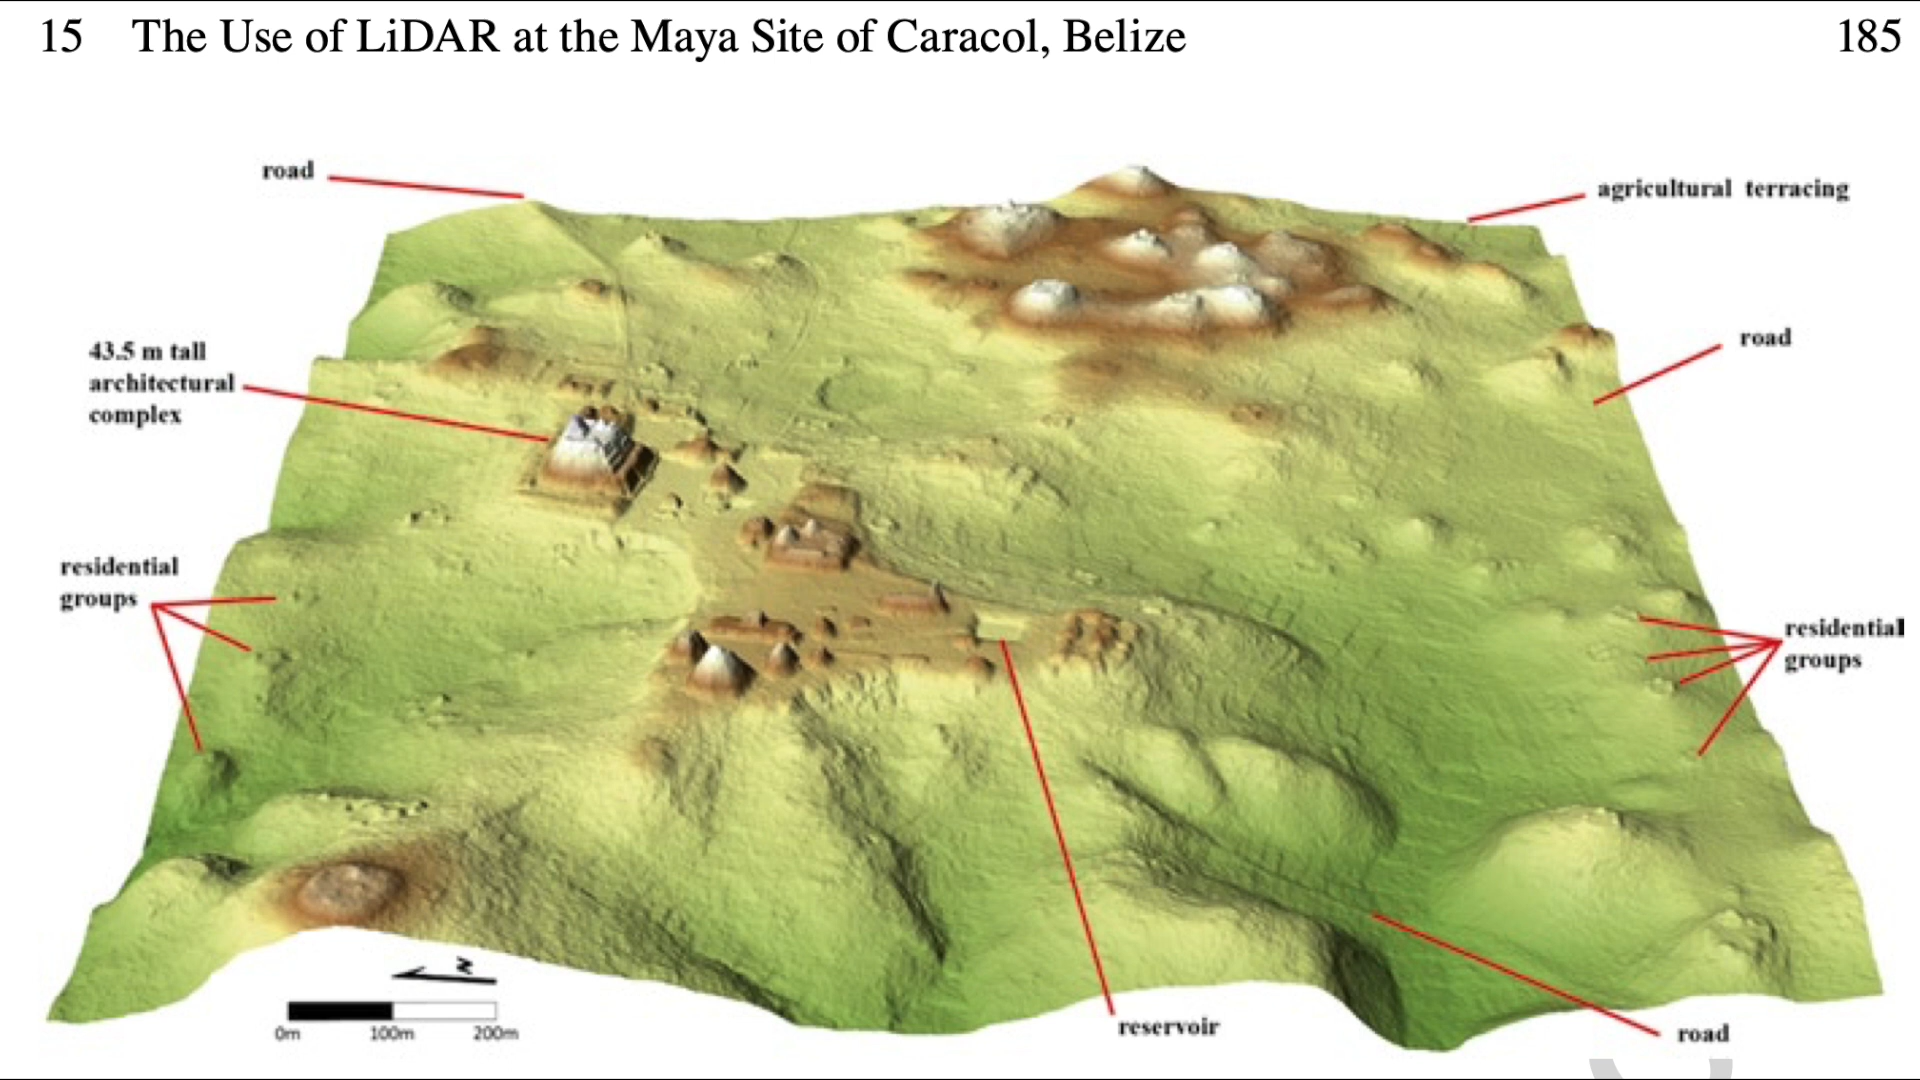 15 The Use of LiDAR at the Maya Site of Caracol, Belize 185
road
agricultural terracing
road
43.5 m tall
architectural
complex
residential
groups
residential
groups
N
0m 100m 200m
reservoir
road